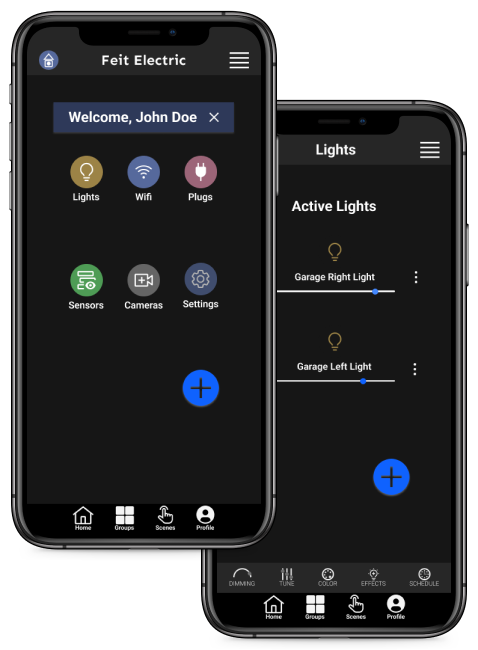 Feit Electric
Welcome, John Doe
Lights
Wifi
Plugs
Sensors
Cameras
Settings
Home
Groups
Scenes
Profile
Lights
Active Lights
Garage Right Light
Garage Left Light
DIMMING
TUNE
COLOR
EFFECTS
SCHEDULE
Home
Groups
Scenes
Profile